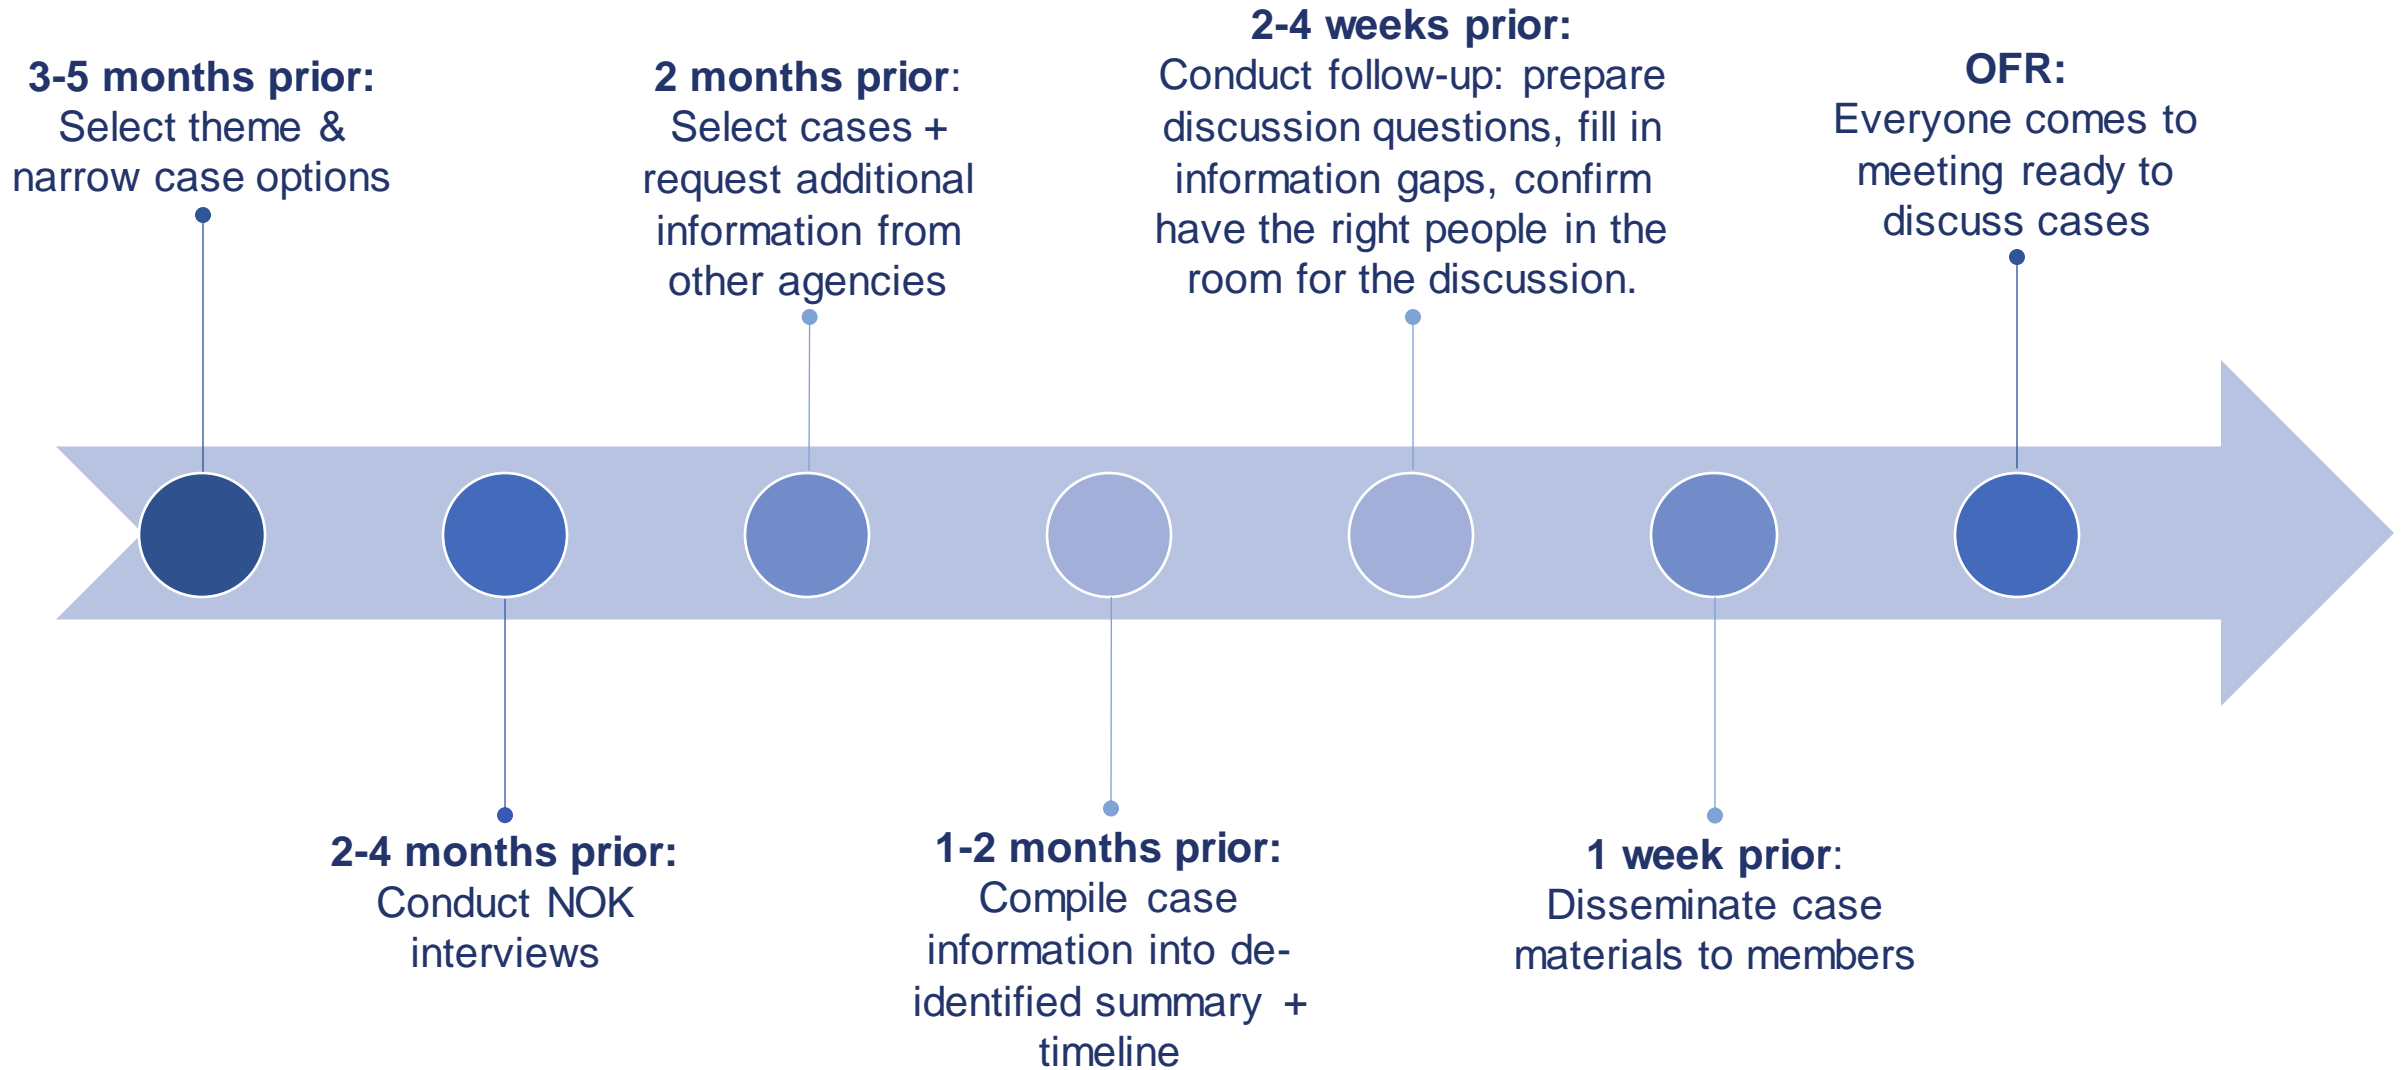 3-5 months prior:
Select theme &
narrow case options
2-4 months prior:
Conduct NOK
interviews
2 months prior:
Select cases +
request additional
information from
other agencies
1-2 months prior:
Compile case
information into de-
identified summary +
timeline
2-4 weeks prior:
Conduct follow-up: prepare
discussion questions, fill in
information gaps, confirm
have the right people in the
room for the discussion.
1 week prior:
Disseminate case
materials to members
OFR:
Everyone comes to
meeting ready to
discuss cases